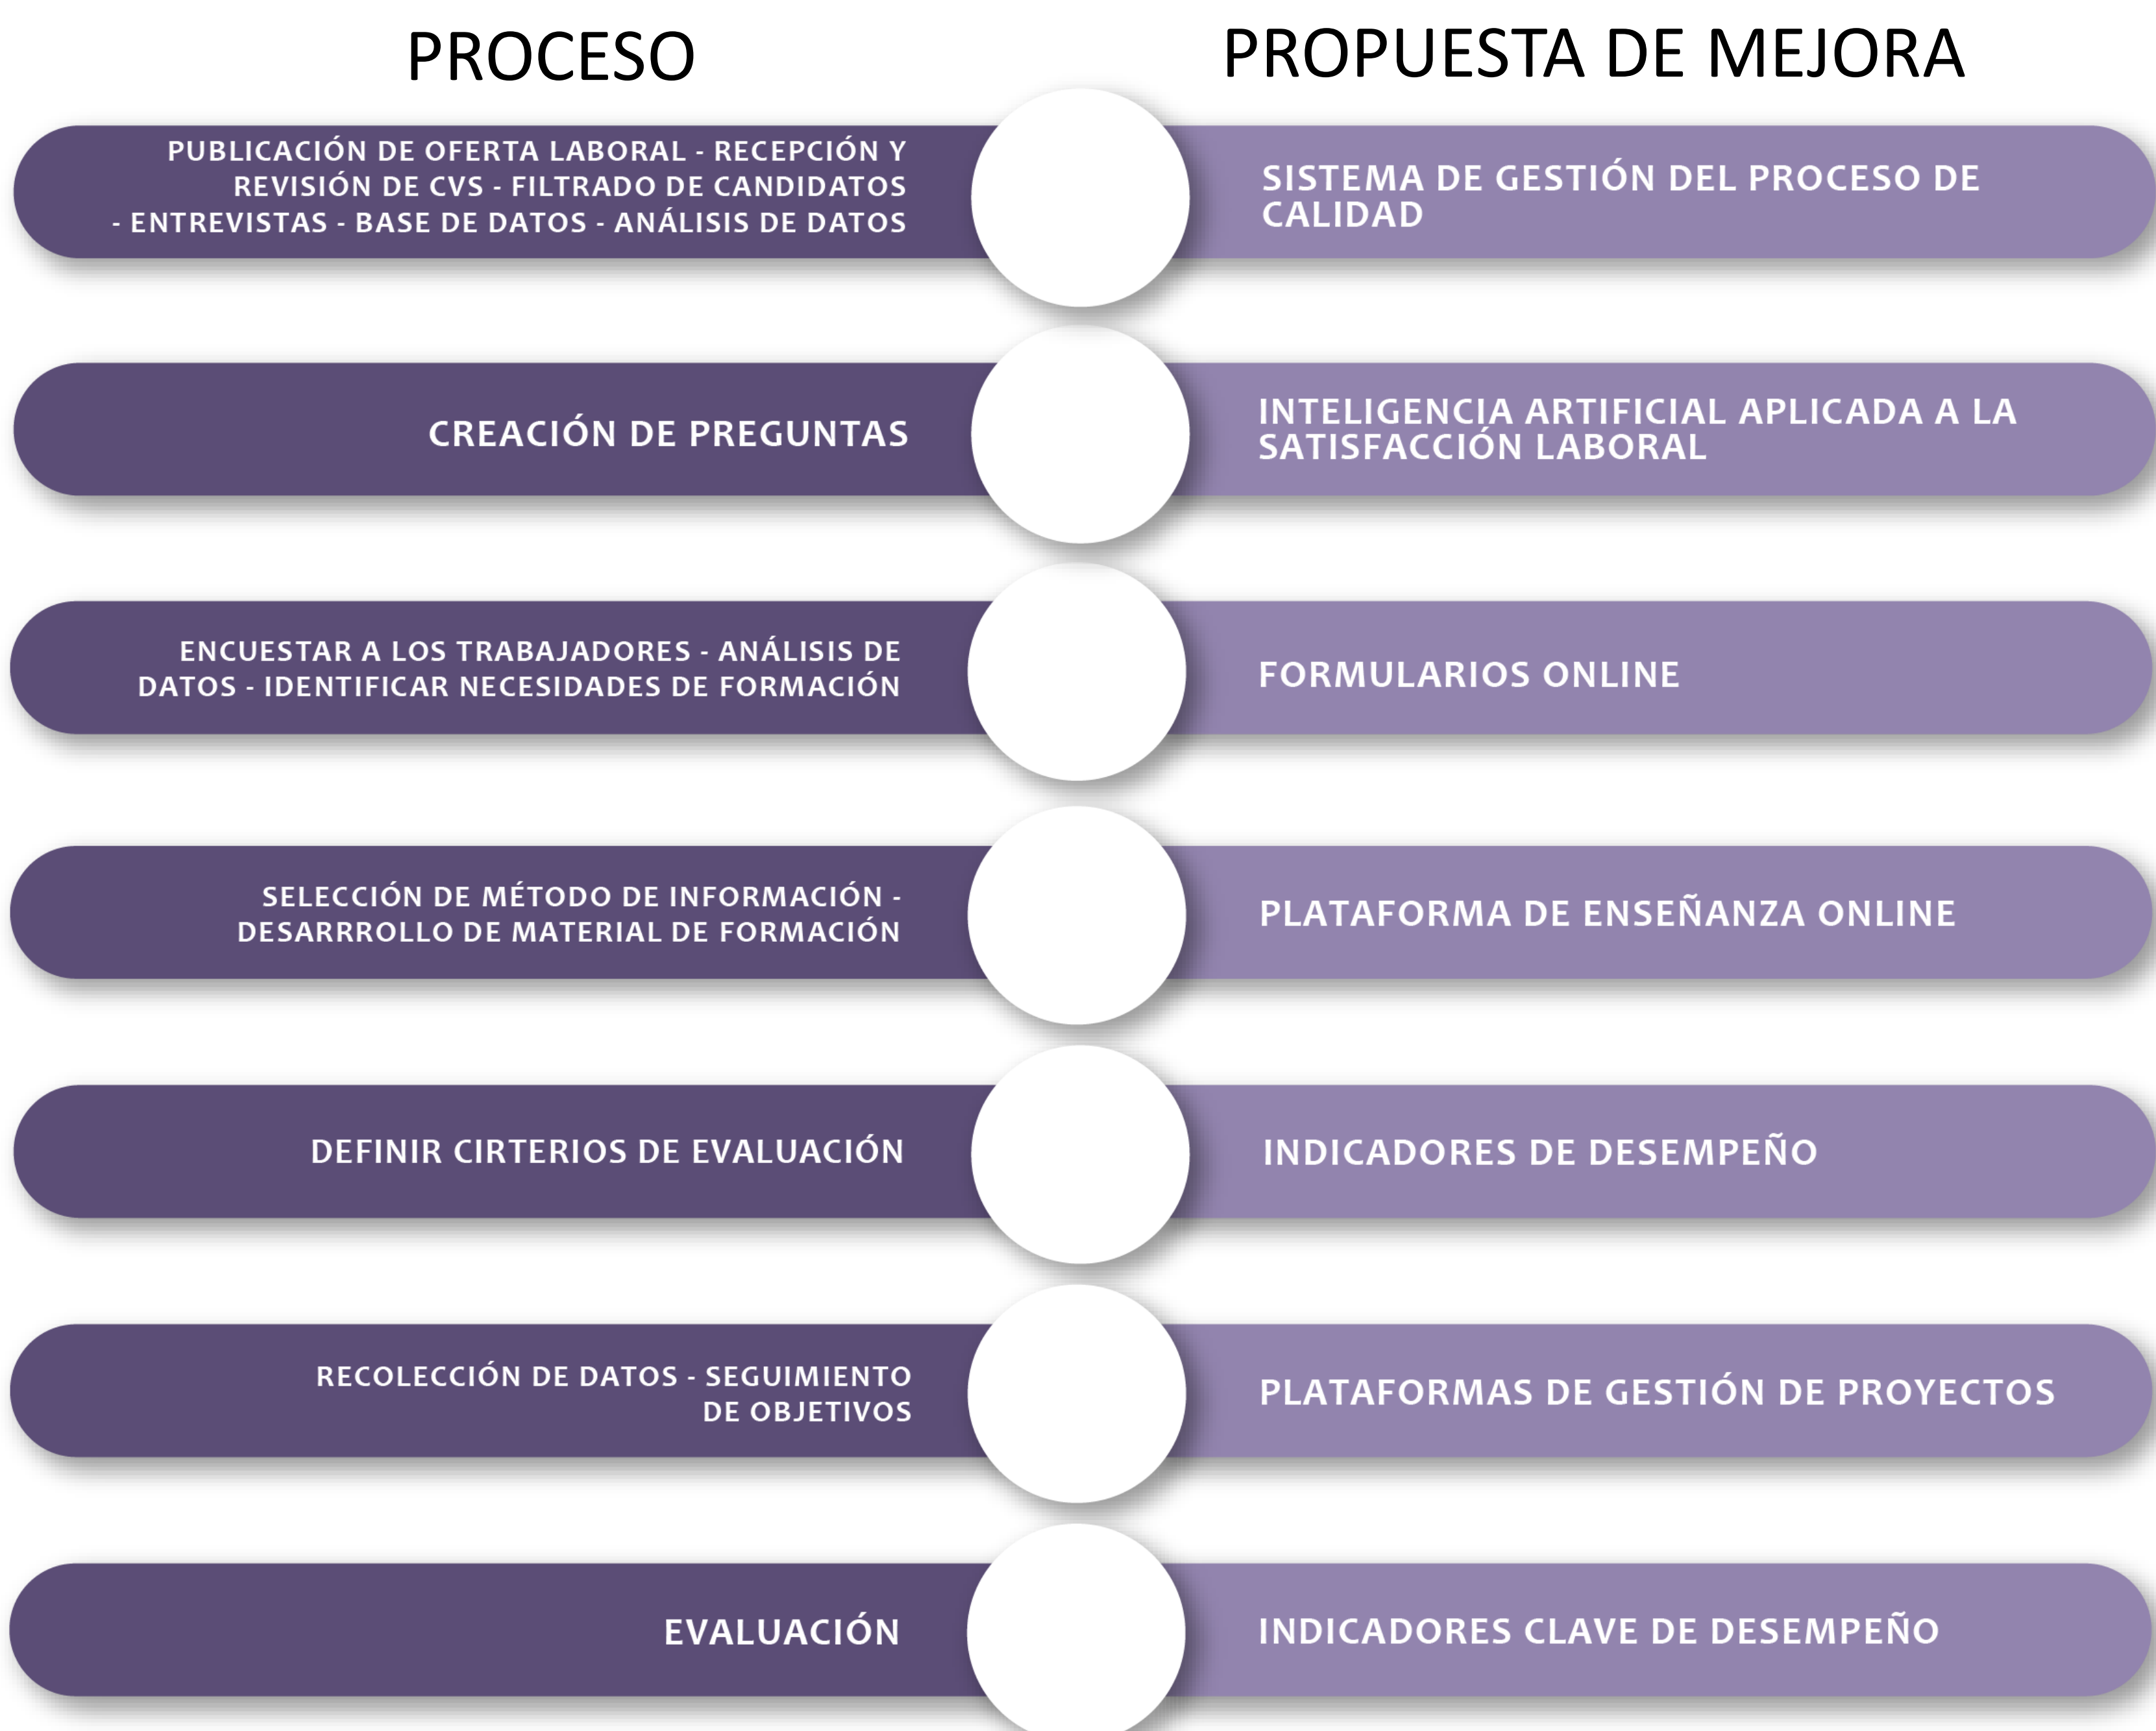 PROCESO
PROPUESTA DE MEJORA
PUBLICACIÓN DE OFERTA LABORAL - RECEPCIÓN Y
REVISIÓN DE CVS - FILTRADO DE CANDIDATOS
- ENTREVISTAS - BASE DE DATOS - ANÁLISIS DE DATOS
SISTEMA DE GESTIÓN DEL PROCESO DE
CALIDAD
CREACIÓN DE PREGUNTAS
INTELIGENCIA ARTIFICIAL APLICADA A LA
SATISFACCIÓN LABORAL
ENCUESTAR A LOS TRABAJADORES - ANÁLISIS DE
DATOS - IDENTIFICAR NECESIDADES DE FORMACIÓN
FORMULARIOS ONLINE
SELECCIÓN DE MÉTODO DE INFORMACIÓN -
DESARRROLLO DE MATERIAL DE FORMACIÓN
PLATAFORMA DE ENSEÑANZA ONLINE
DEFINIR CIRTERIOS DE EVALUACIÓN
INDICADORES DE DESEMPEÑO
RECOLECCIÓN DE DATOS - SEGUIMIENTO
DE OBJETIVOS
PLATAFORMAS DE GESTIÓN DE PROYECTOS
EVALUACIÓN
INDICADORES CLAVE DE DESEMPEÑO